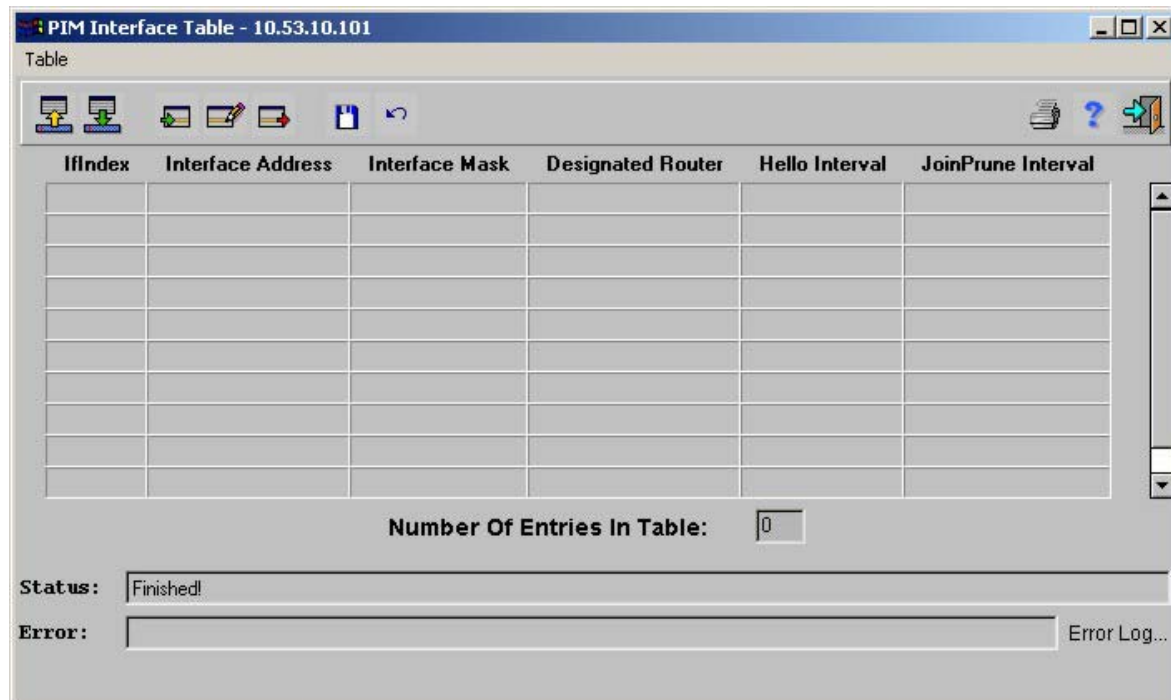 PIM Interface Table - 10.53.10.101
Table
IfIndex Interface Address Interface Mask Designated Router Hello Interval JoinPrune Interval
Number Of Entries In Table: 0
Status: Finished!
Error: Error Log...